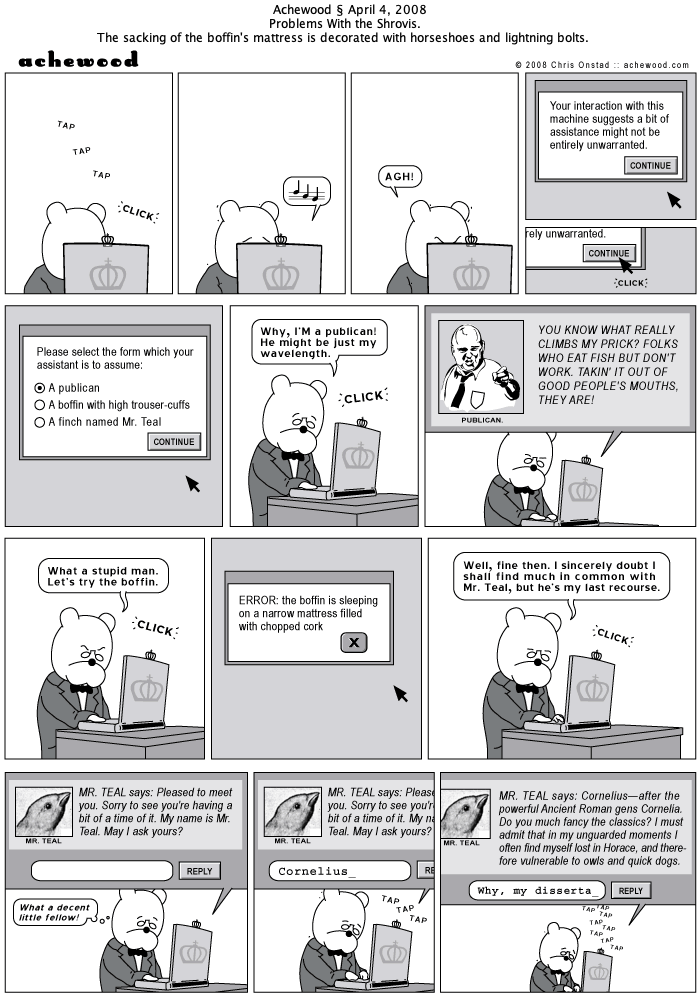 Achewood § April 4, 2008
Problems With the Shrovis.
The sacking of the boffin's mattress is decorated with horseshoes and lightning bolts.
achewood
© 2008 Chris Onstad :: achewood.com
TAP
TAP
TAP
CLICK
AGH!
Your interaction with this
machine suggests a bit of
assistance might not be
entirely unwarranted.
CONTINUE
rely unwarranted.
CONTINUE
CLICK
Please select the form which your
assistant is to assume:
A publican
A boffin with high trouser-cuffs
A finch named Mr. Teal
CONTINUE
Why, I'M a publican!
He might be just my
wavelength.
CLICK
PUBLICAN.
YOU KNOW WHAT REALLY
CLIMBS MY PRICK? FOLKS
WHO EAT FISH BUT DON'T
WORK. TAKIN' IT OUT OF
GOOD PEOPLE'S MOUTHS,
THEY ARE!
What a stupid man.
Let's try the boffin.
CLICK
ERROR: the boffin is sleeping
on a narrow mattress filled
with chopped cork
X
Well, fine then. I sincerely doubt I
shall find much in common with
Mr. Teal, but he's my last recourse.
CLICK
MR. TEAL
MR. TEAL says: Pleased to meet
you. Sorry to see you're having a
bit of a time of it. My name is Mr.
Teal. May I ask yours?
REPLY
What a decent
little fellow!
MR. TEAL
MR. TEAL says: Please
you. Sorry to see you're
bit of a time of it. My na
Teal. May I ask yours?
Cornelius_
RE
TAP
TAP
TAP
MR. TEAL
MR. TEAL says: Cornelius—after the
powerful Ancient Roman gens Cornelia.
Do you much fancy the classics? I must
admit that in my unguarded moments I
often find myself lost in Horace, and there-
fore vulnerable to owls and quick dogs.
Why, my disserta_
REPLY
TAP
TAP
TAP
TAP
TAP
TAP
TAP